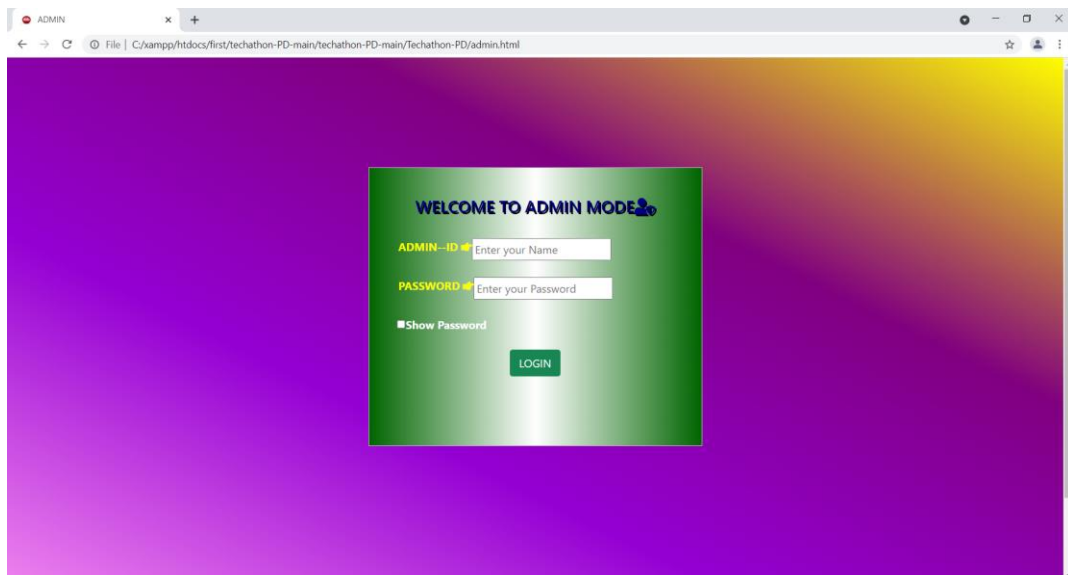 ADMIN
File | C:/xampp/htdocs/first/techathon-PD-main/techathon-PD-main/Techathon-PD/admin.html
WELCOME TO ADMIN MODE
ADMIN--ID Enter your Name
PASSWORD Enter your Password
Show Password
LOGIN